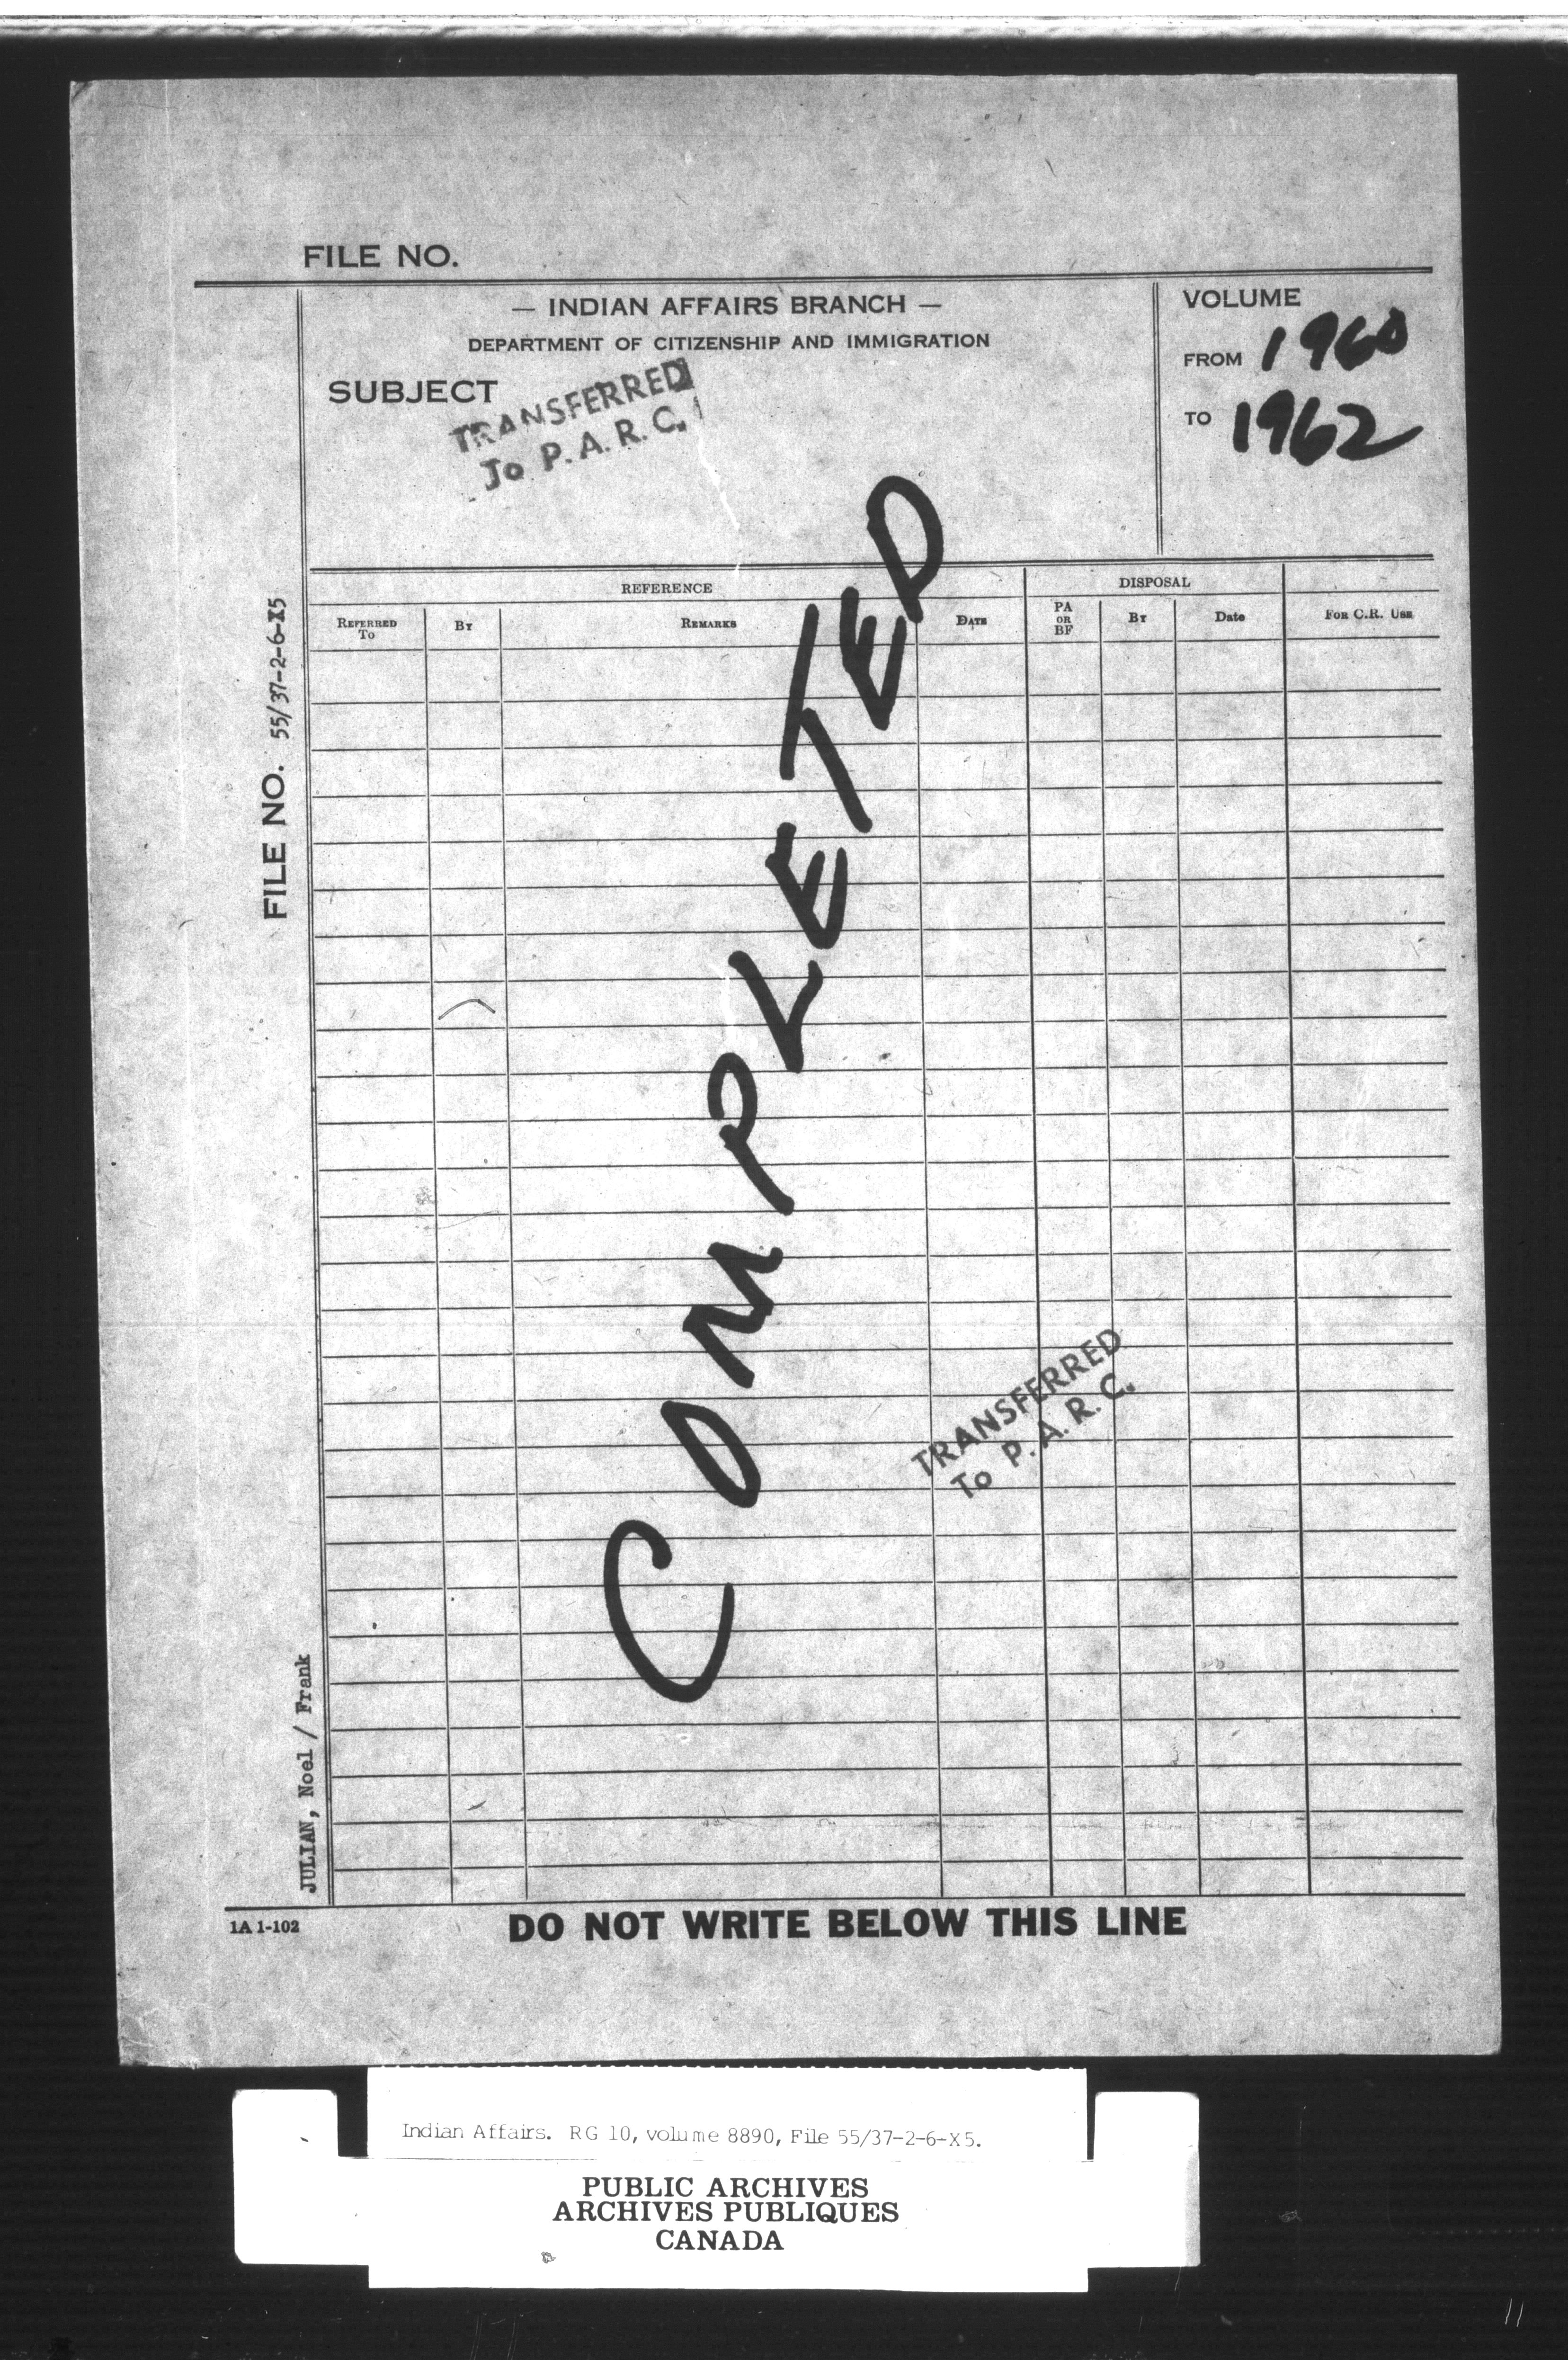 FILE NO.
— INDIAN AFFAIRS BRANCH —
DEPARTMENT OF CITIZENSHIP AND IMMIGRATION
SUBJECT
TRANSFERRED
To P.A.R.C.
VOLUME
FROM 1960
TO 1962
FILE NO. 55/37-2-6-X5
REFERENCE
DISPOSAL
REFERRED TO
BY
REMARKS
DATE
PA OR BF
By
Date
FOR C.R. USE
COMPLETED
TRANSFERRED
To P.A.R.C.
JULIAN, Noel / Frank
1A 1-102
DO NOT WRITE BELOW THIS LINE
Indian Affairs. RG 10, volume 8890, File 55/37-2-6-X5.
PUBLIC ARCHIVES
ARCHIVES PUBLIQUES
CANADA